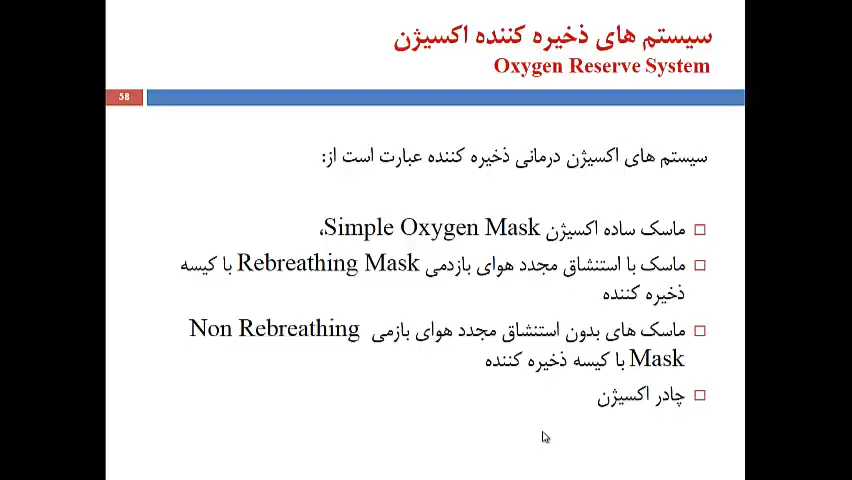 سیستم های ذخیره کننده اکسیژن
Oxygen Reserve System
58
سیستم های اکسیژن درمانی ذخیره کننده عبارت است از:
ماسک ساده اکسیژن Simple Oxygen Mask،
ماسک با استنشاق مجدد هوای بازدمی Rebreathing Mask با کیسه
ذخیره کننده
ماسک های بدون استنشاق مجدد هوای بازمی Non Rebreathing
Mask با کیسه ذخیره کننده
چادر اکسیژن